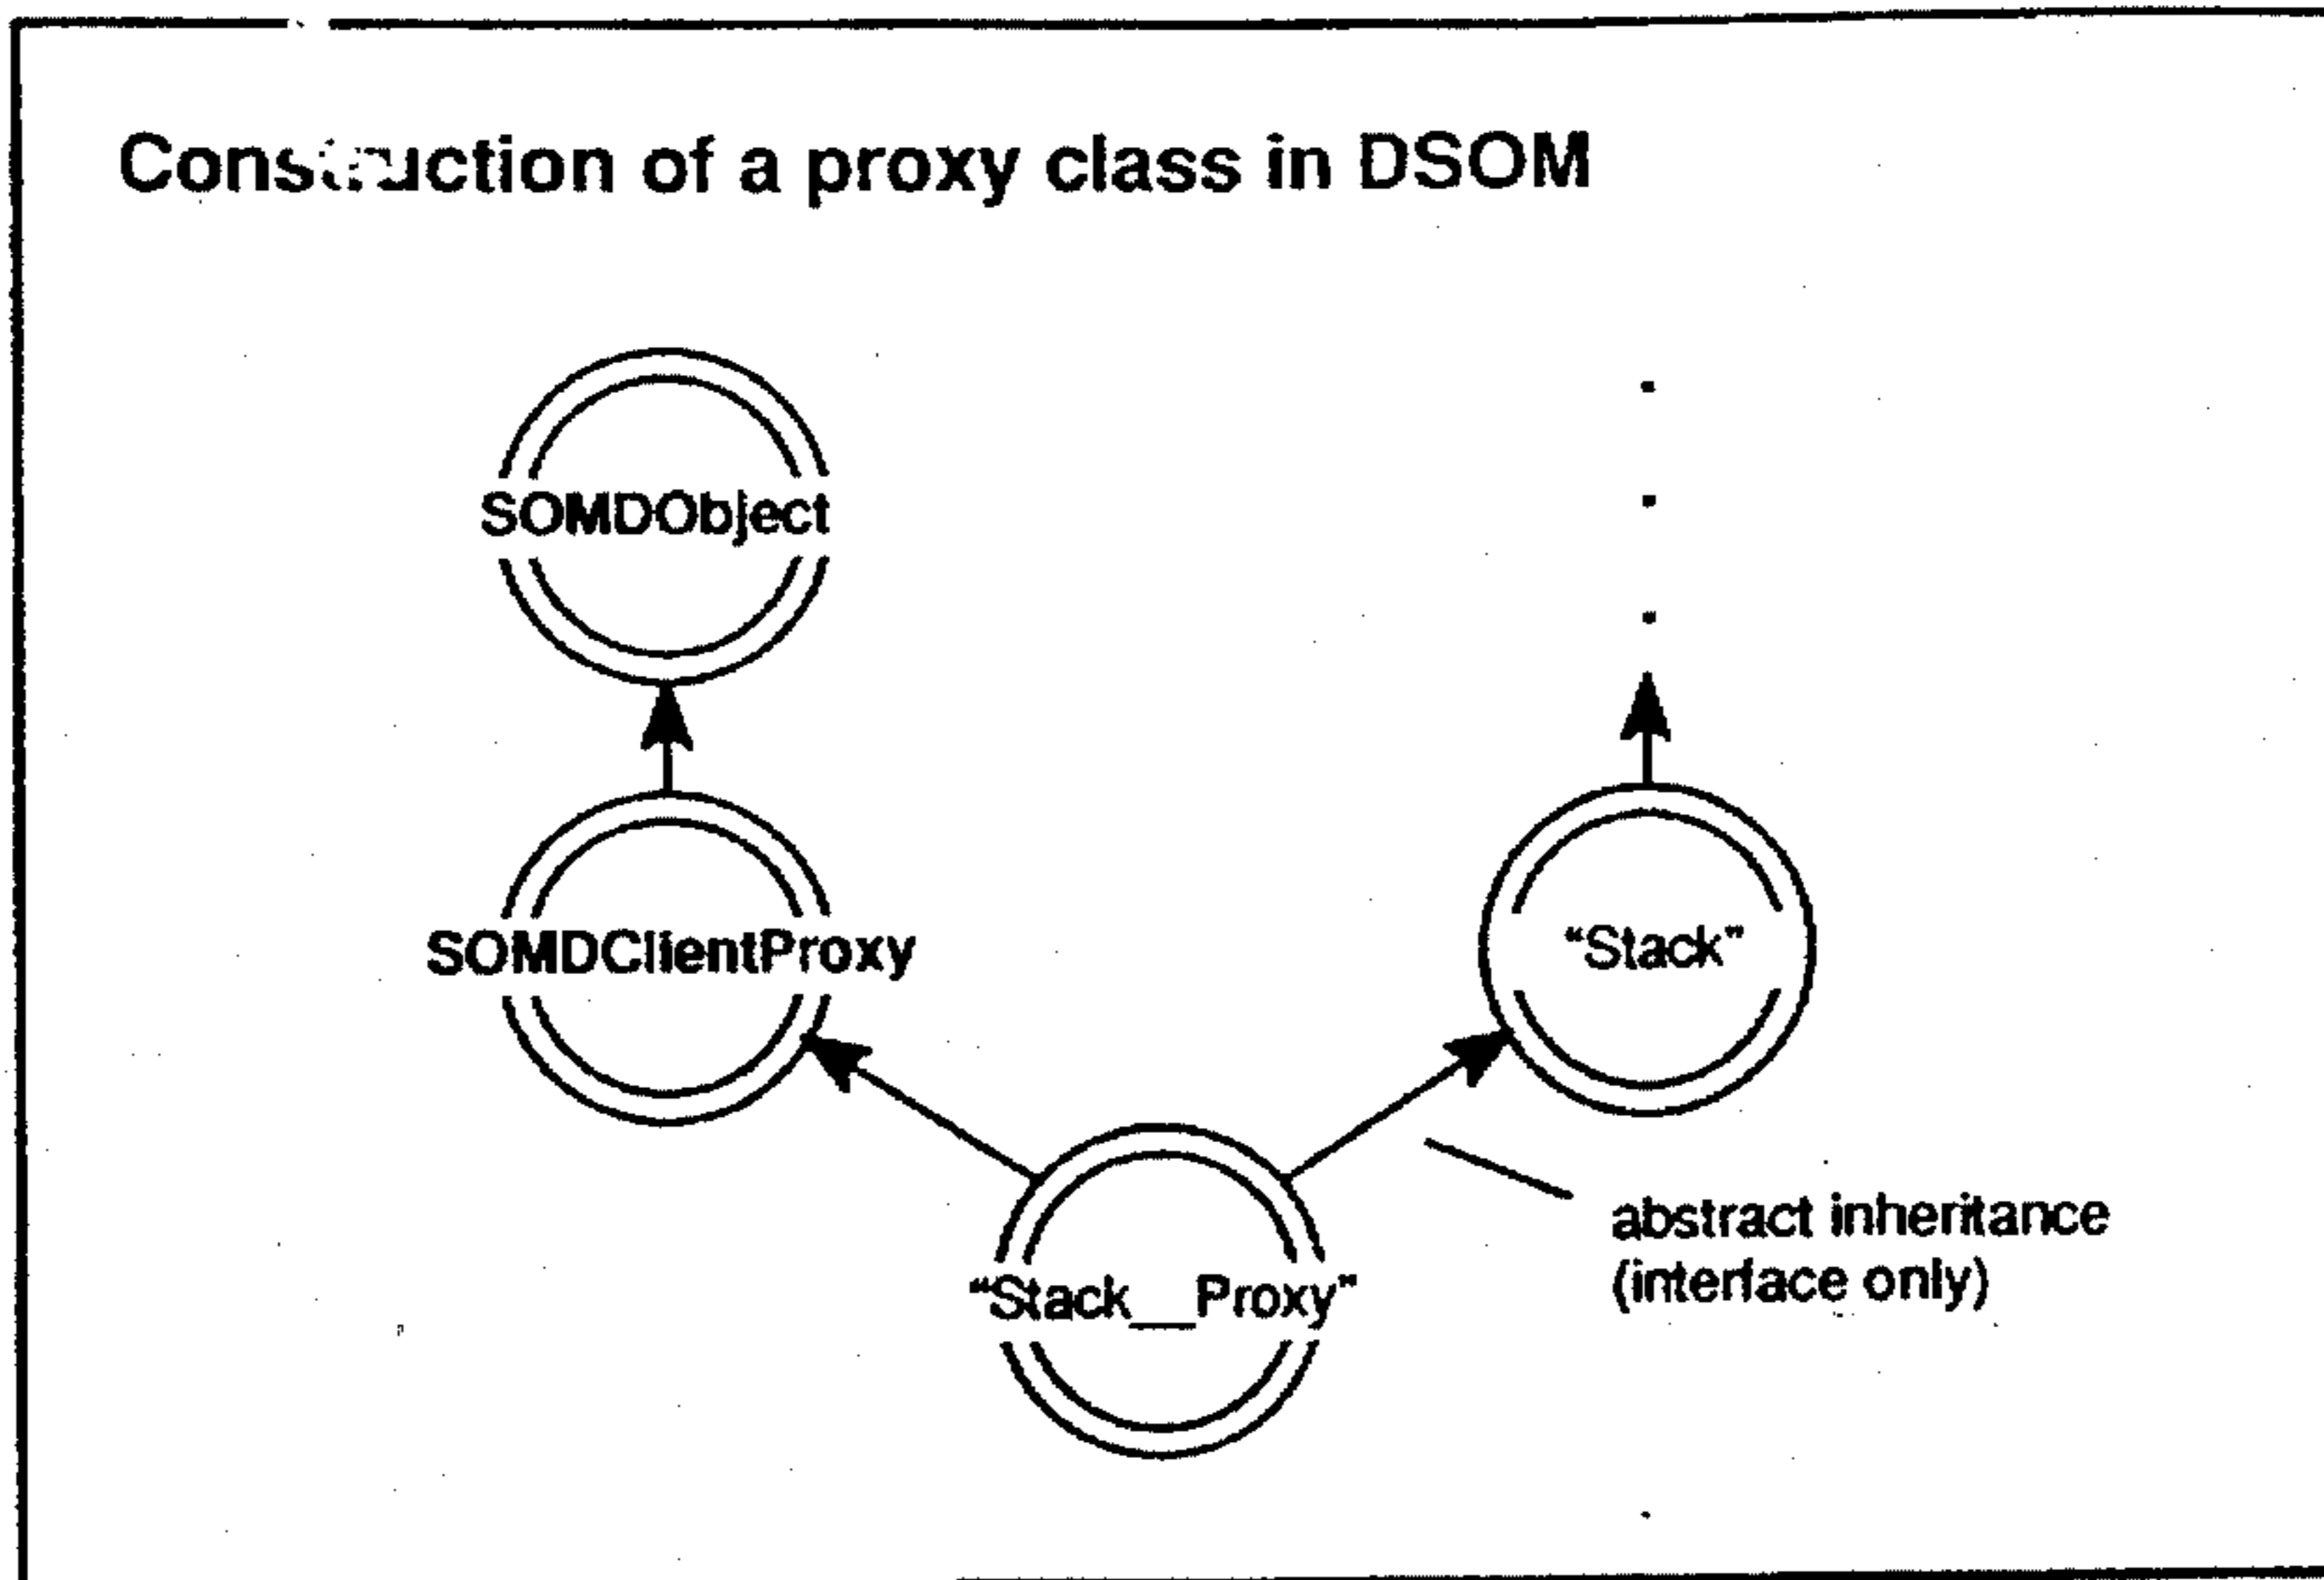 Construction of a proxy class in DSOM
SOMDObject
SOMDClientProxy
“Stack”
“Stack__Proxy”
abstract inheritance
(interface only)